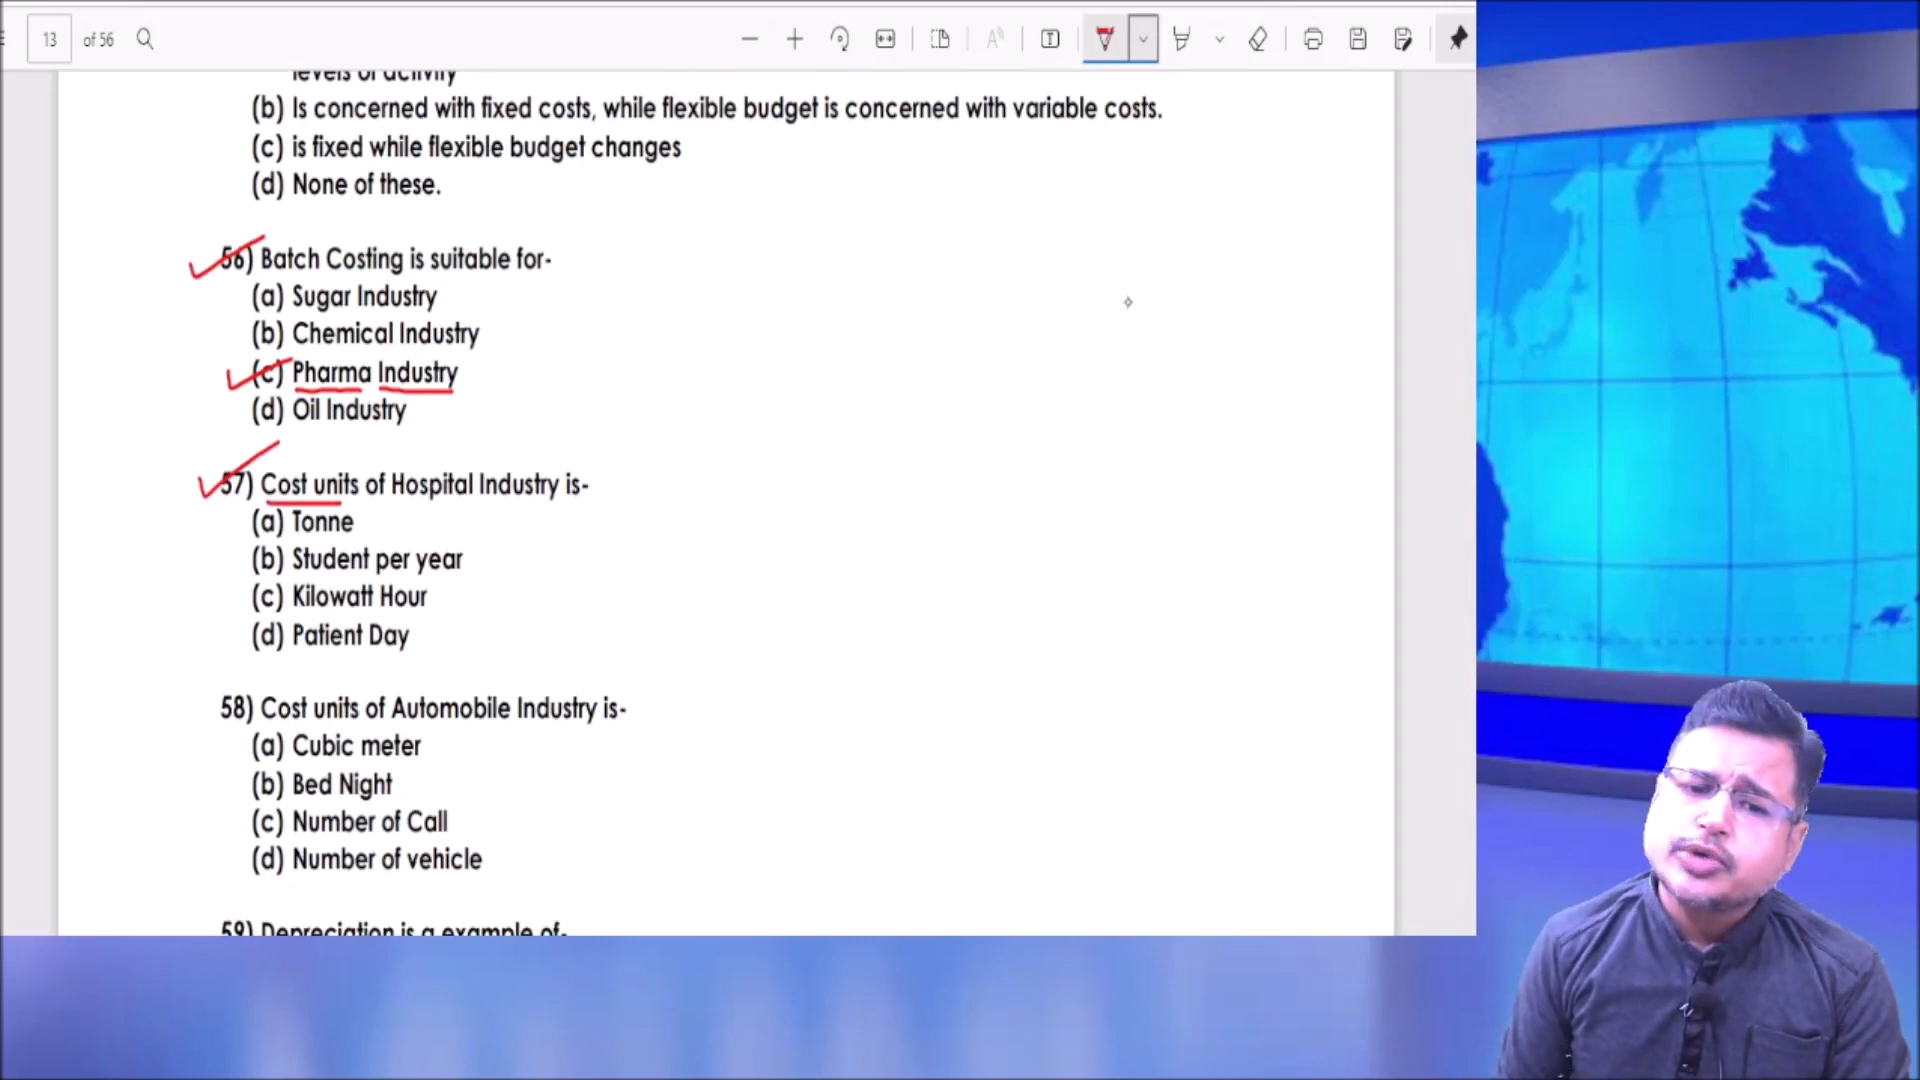 13 of 56
levels of activity
(b) Is concerned with fixed costs, while flexible budget is concerned with variable costs.
(c) is fixed while flexible budget changes
(d) None of these.
56) Batch Costing is suitable for-
(a) Sugar Industry
(b) Chemical Industry
(c) Pharma Industry
(d) Oil Industry
57) Cost units of Hospital Industry is-
(a) Tonne
(b) Student per year
(c) Kilowatt Hour
(d) Patient Day
58) Cost units of Automobile Industry is-
(a) Cubic meter
(b) Bed Night
(c) Number of Call
(d) Number of vehicle
59) Depreciation is a example of-